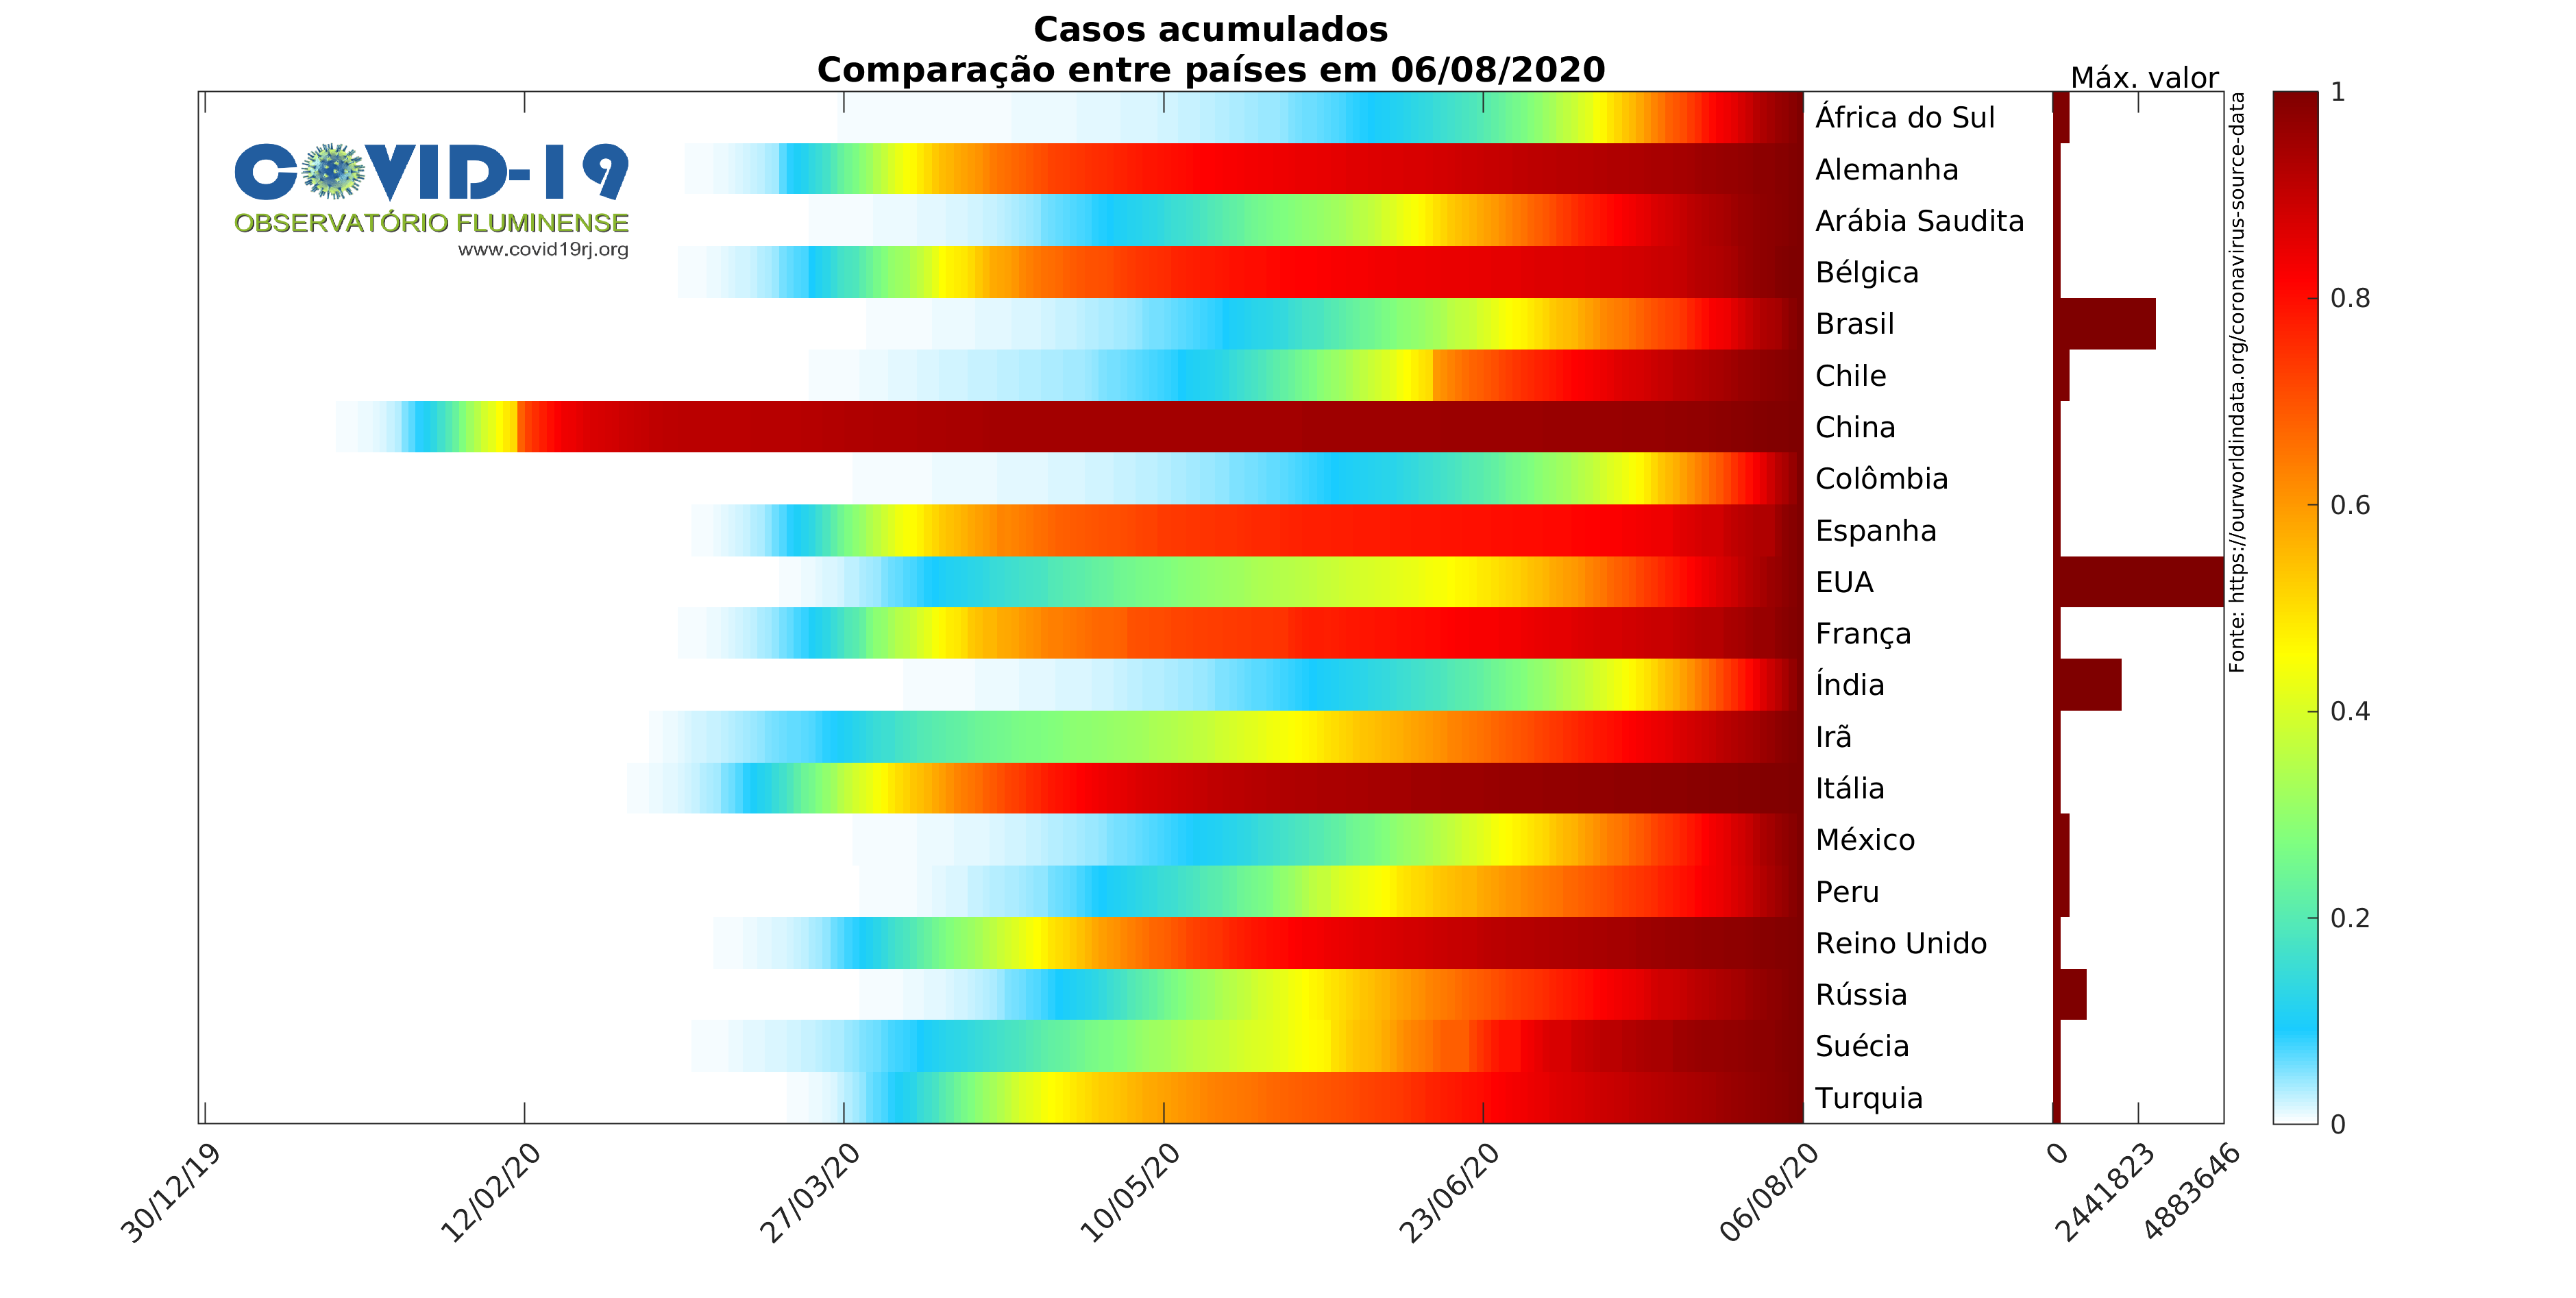 Casos acumulados
Comparação entre países em 06/08/2020
Máx. valor
COVID-19
OBSERVATÓRIO FLUMINENSE
www.covid19rj.org
África do Sul
Alemanha
Arábia Saudita
Bélgica
Brasil
Chile
China
Colômbia
Espanha
EUA
França
Índia
Irã
Itália
México
Peru
Reino Unido
Rússia
Suécia
Turquia
Fonte: https://ourworldindata.org/coronavirus-source-data
1
0.8
0.6
0.4
0.2
0
30/12/19
12/02/20
27/03/20
10/05/20
23/06/20
06/08/20
0
2441823
4883646